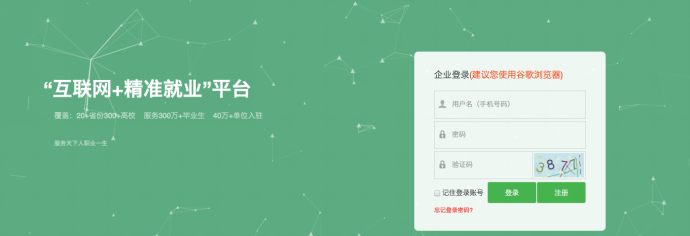 “互联网+精准就业”平台
覆盖：20+省份300+高校 服务300万+毕业生 40万+单位入驻
服务天下人职业一生
企业登录(建议您使用谷歌浏览器)
用户名（手机号码）
密码
验证码
记住登录账号 登录 注册
忘记登录密码?